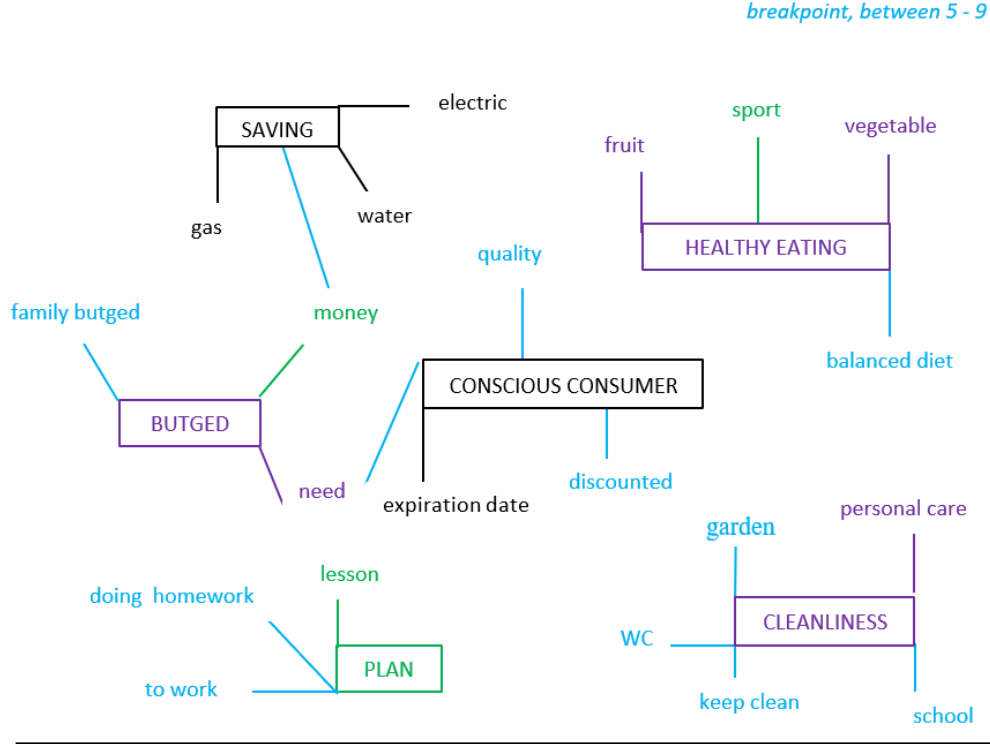 breakpoint, between 5 - 9
electric
SAVING
sport
vegetable
fruit
water
gas
HEALTHY EATING
quality
family butged
money
balanced diet
CONSCIOUS CONSUMER
BUTGED
discounted
need
expiration date
personal care
garden
lesson
doing homework
CLEANLINESS
WC
PLAN
to work
keep clean
school